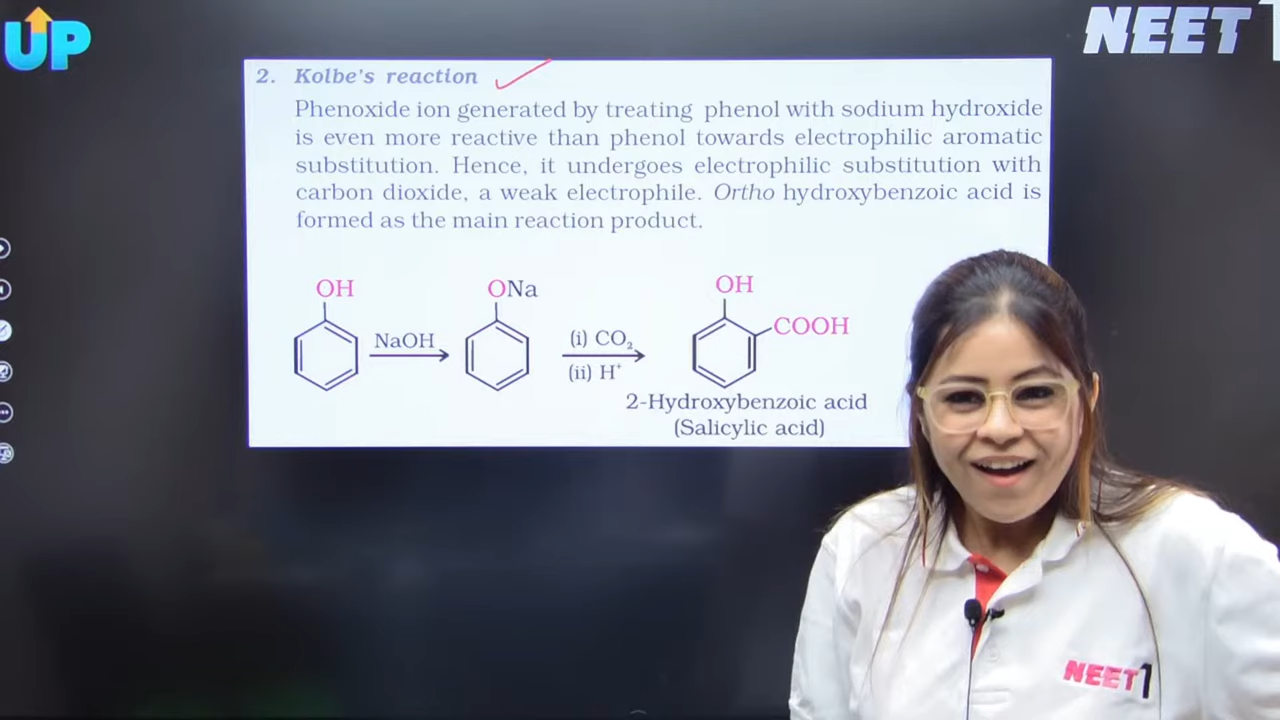 UP
NEET 1
2. Kolbe's reaction
Phenoxide ion generated by treating phenol with sodium hydroxide
is even more reactive than phenol towards electrophilic aromatic
substitution. Hence, it undergoes electrophilic substitution with
carbon dioxide, a weak electrophile. Ortho hydroxybenzoic acid is
formed as the main reaction product.
OH
NaOH
ONa
(i) CO₂
(ii) H⁺
OH
COOH
2-Hydroxybenzoic acid
(Salicylic acid)
NEET1